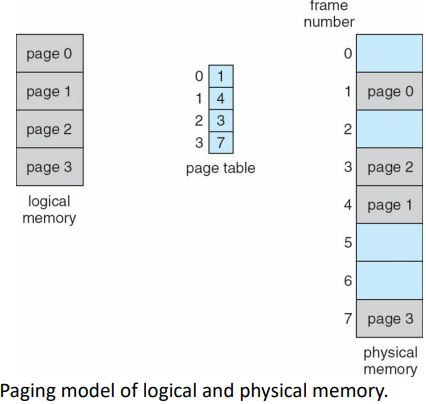 frame
number
page 0
page 1
page 2
page 3
logical
memory
0 1
1 4
2 3
3 7
page table
0
1 page 0
2
3 page 2
4 page 1
5
6
7 page 3
physical
memory
Paging model of logical and physical memory.